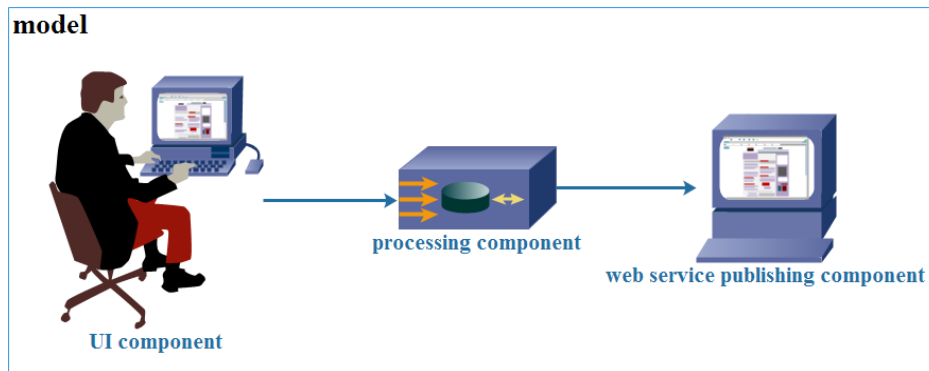 model
processing component
web service publishing component
UI component